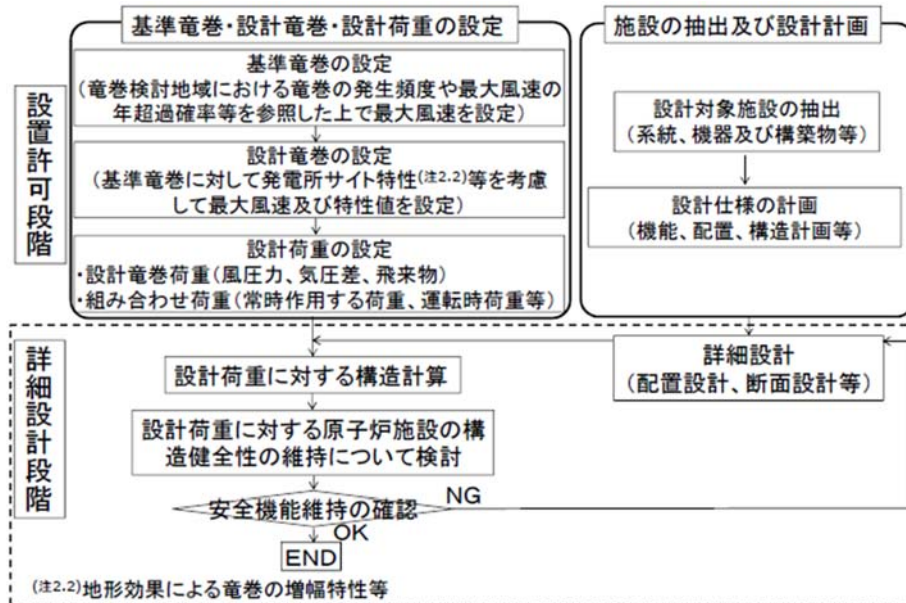 設置許可段階
基準竜巻・設計竜巻・設計荷重の設定
基準竜巻の設定
(竜巻検討地域における竜巻の発生頻度や最大風速の
年超過確率等を参照した上で最大風速を設定)
設計竜巻の設定
(基準竜巻に対して発電所サイト特性(注2.2)等を考慮
して最大風速及び特性値を設定)
設計荷重の設定
・設計竜巻荷重(風圧力、気圧差、飛来物)
・組み合わせ荷重(常時作用する荷重、運転時荷重等)
施設の抽出及び設計計画
設計対象施設の抽出
(系統、機器及び構築物等)
設計仕様の計画
(機能、配置、構造計画等)
詳細設計段階
詳細設計
(配置設計、断面設計等)
設計荷重に対する構造計算
設計荷重に対する原子炉施設の構
造健全性の維持について検討
安全機能維持の確認
NG
OK
END
(注2.2)地形効果による竜巻の増幅特性等